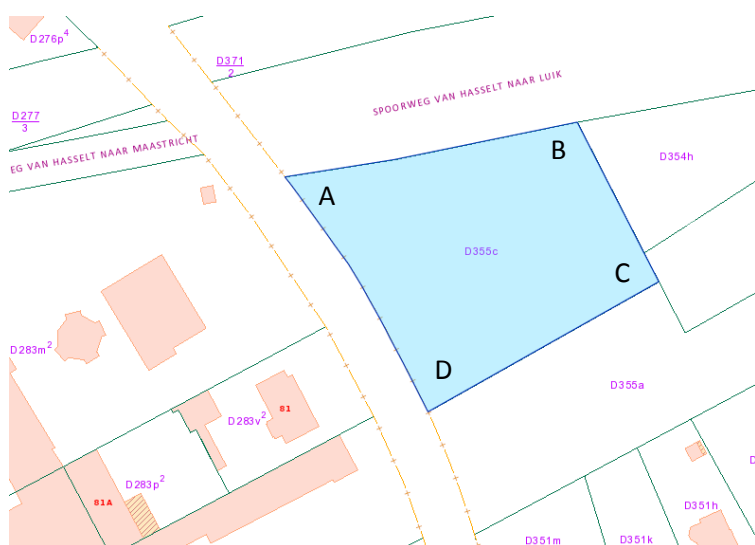 D276p⁴
D371
2
SPOORWEG VAN HASSELT NAAR LUIK
D277
3
EG VAN HASSELT NAAR MAASTRICHT
B
D354h
A
D355c
C
D283m²
D
D355a
81
D283v²
D283p²
81A
D351h
D351m
D351k
D